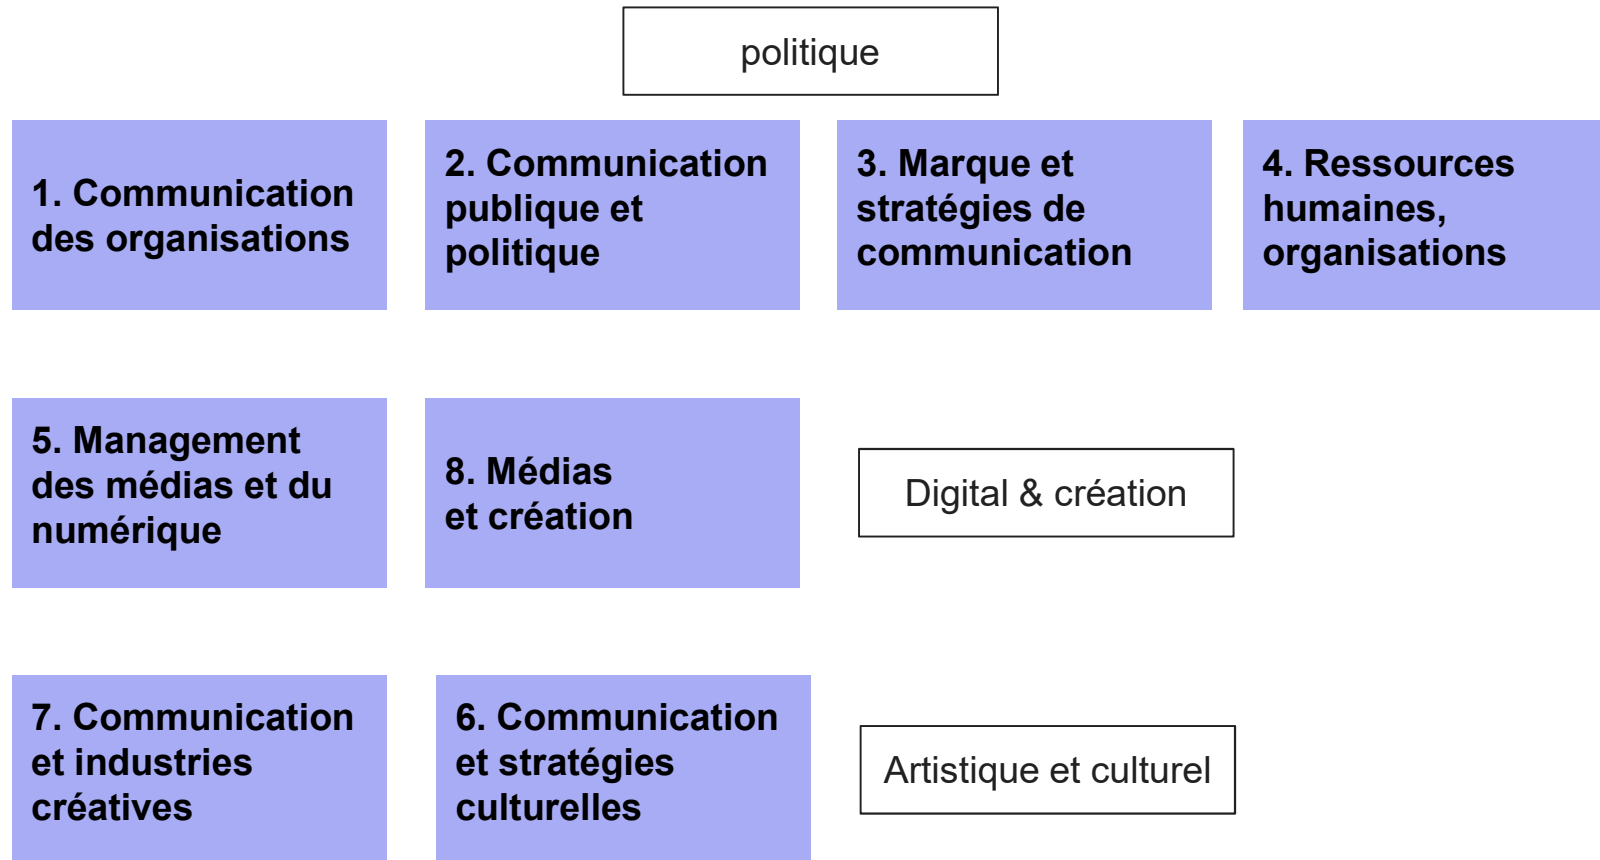 politique
1. Communication
des organisations
2. Communication
publique et
politique
3. Marque et
stratégies de
communication
4. Ressources
humaines,
organisations
5. Management
des médias et du
numérique
8. Médias
et création
Digital & création
7. Communication
et industries
créatives
6. Communication
et stratégies
culturelles
Artistique et culturel